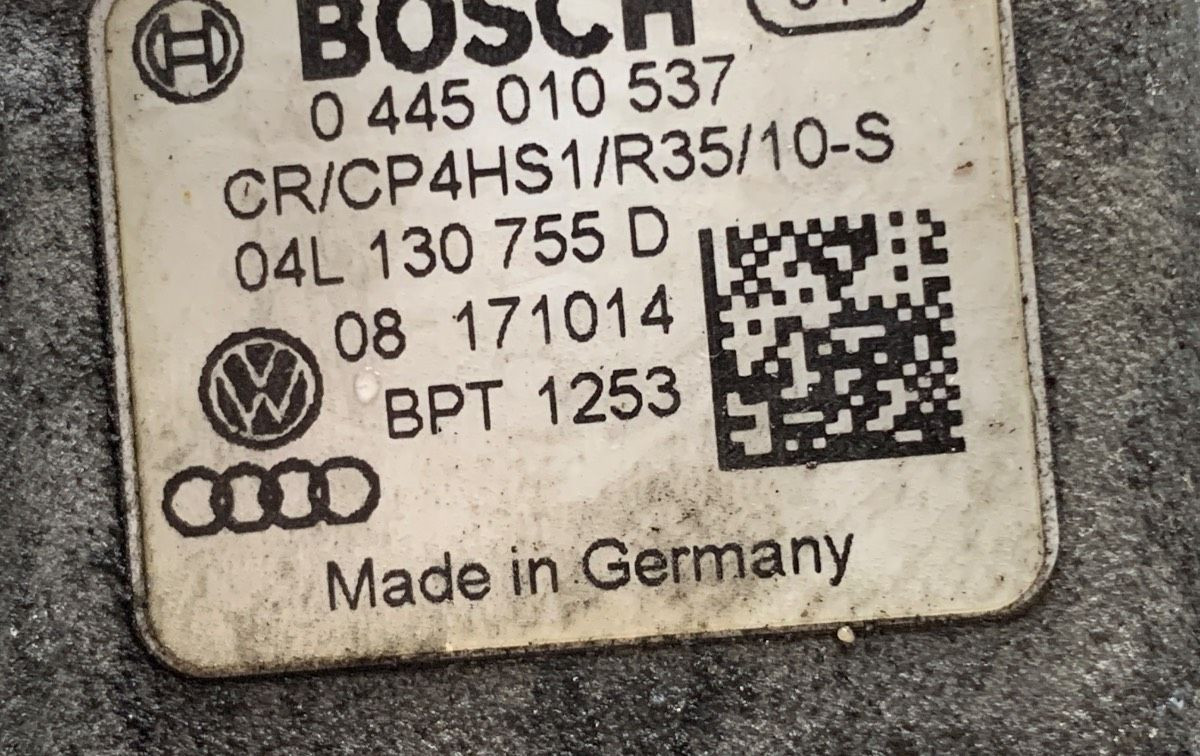 BOSCH
0 445 010 537
CR/CP4HS1/R35/10-S
04L 130 755 D
08 171014
BPT 1253
Made in Germany